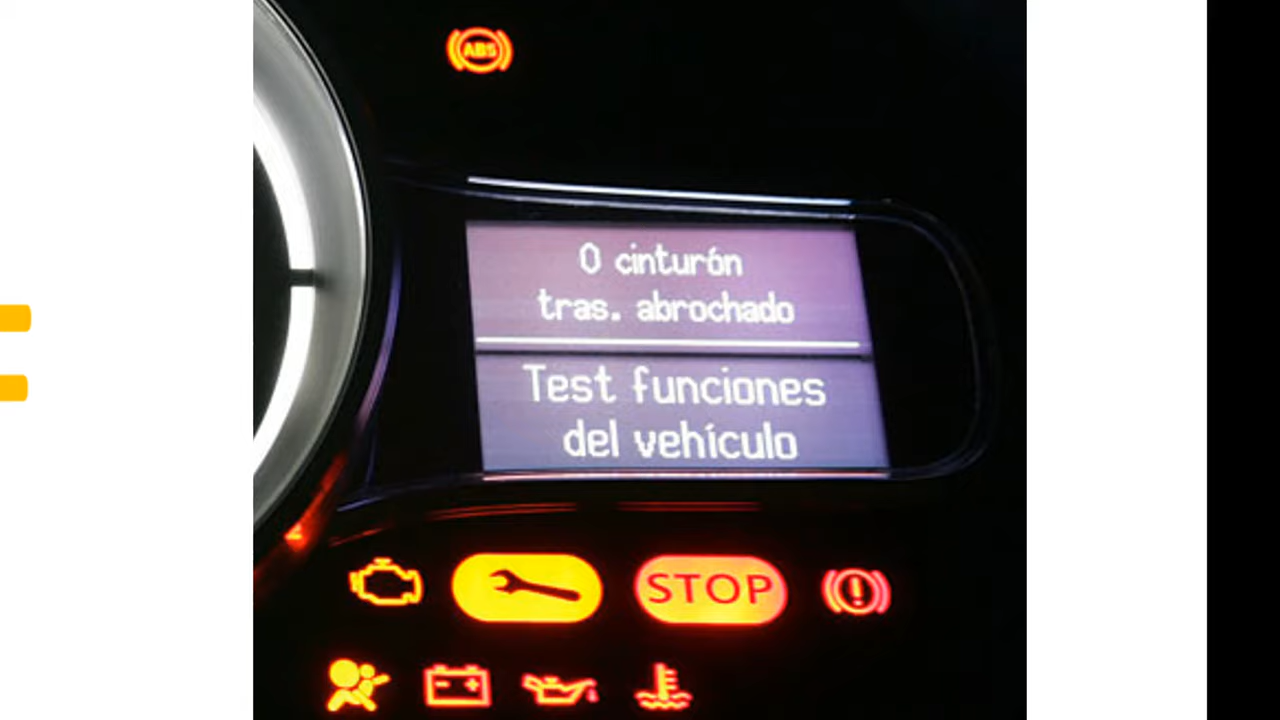 ABS
0 cinturón
tras. abrochado
Test funciones
del vehículo
STOP